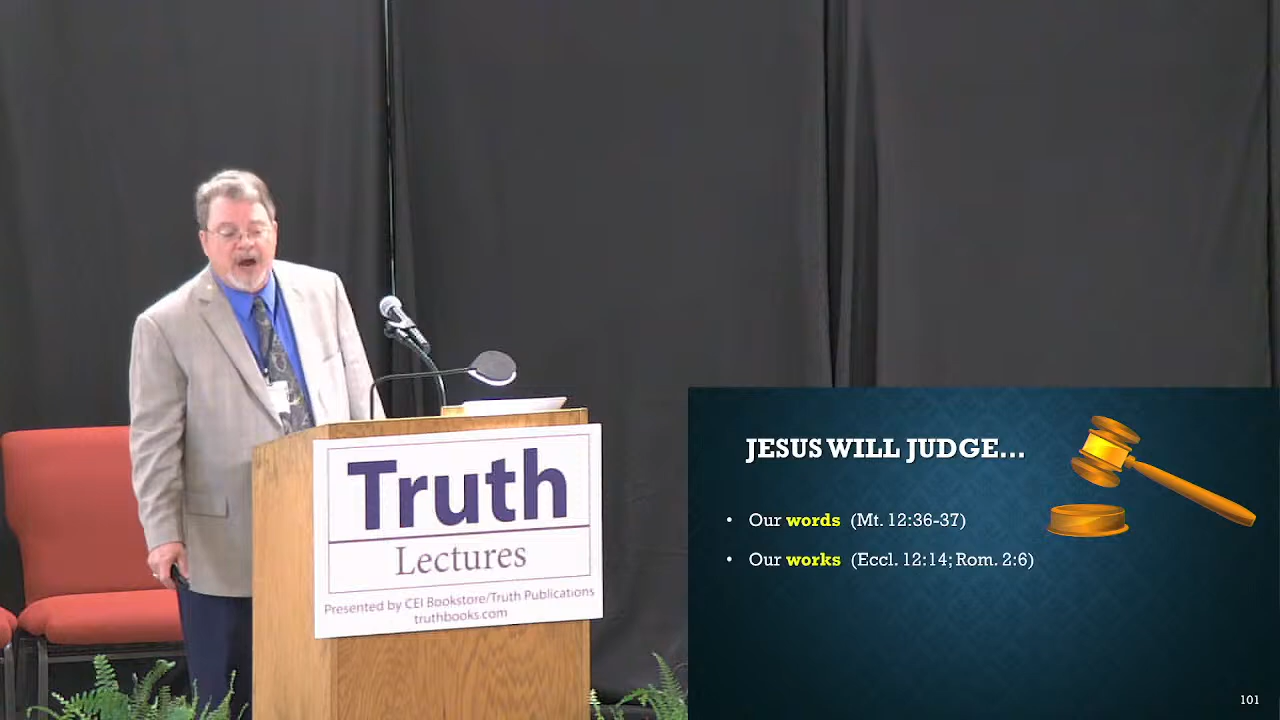 Truth
Lectures
Presented by CEI Bookstore/Truth Publications
truthbooks.com
JESUS WILL JUDGE...
• Our words (Mt. 12:36-37)
• Our works (Eccl. 12:14; Rom. 2:6)
101